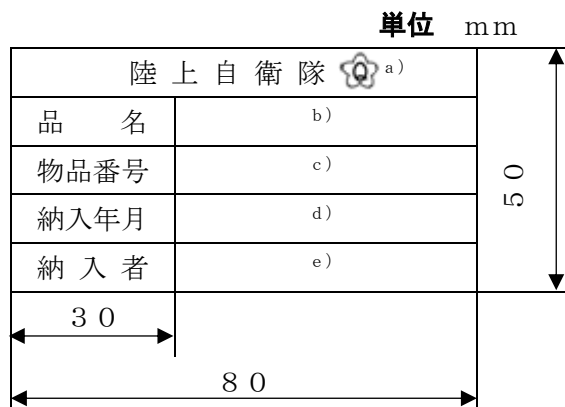 単位 mm
陸上自衛隊 Q a)
品 名 b)
物品番号 c)
納入年月 d)
納 入 者 e)
50
30
80